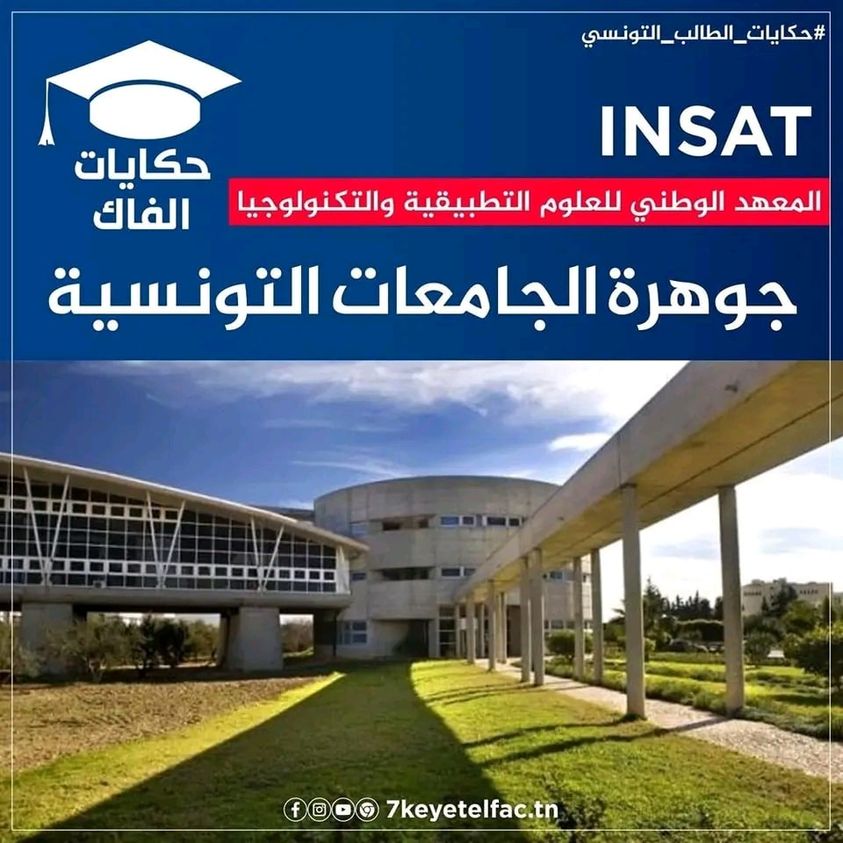 #حكايات_الطالب_التونسي
حكايات
الفاك
INSAT
المعهد الوطني للعلوم التطبيقية والتكنولوجيا
جوهرة الجامعات التونسية
7keyetelfac.tn